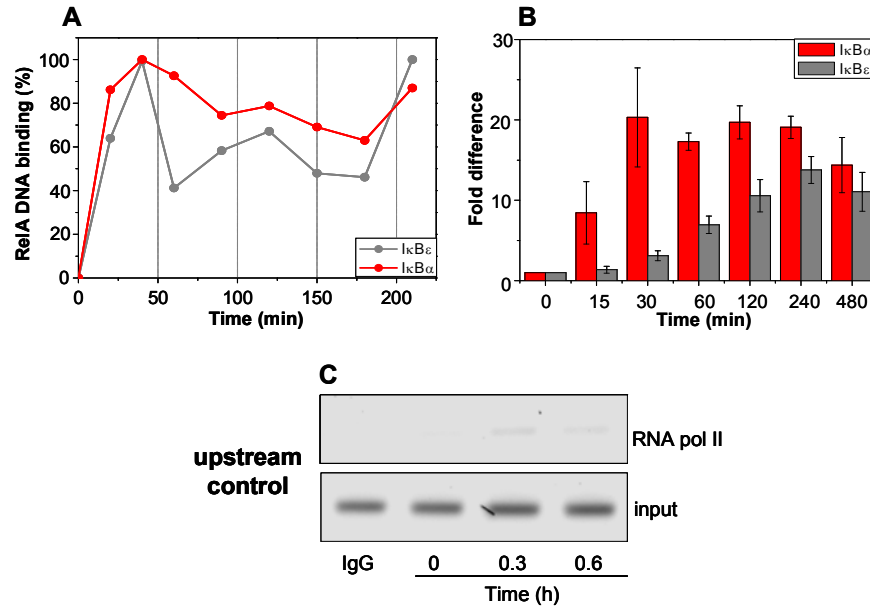 A
RelA DNA binding (%)
100
80
60
40
20
0
IκBε
IκBα
0 50 100 150 200
Time (min)
B
Fold difference
30
20
10
0
IκBα
IκBε
0 15 30 60 120 240 480
Time (min)
C
upstream
control
RNA pol II
input
IgG 0 0.3 0.6
Time (h)